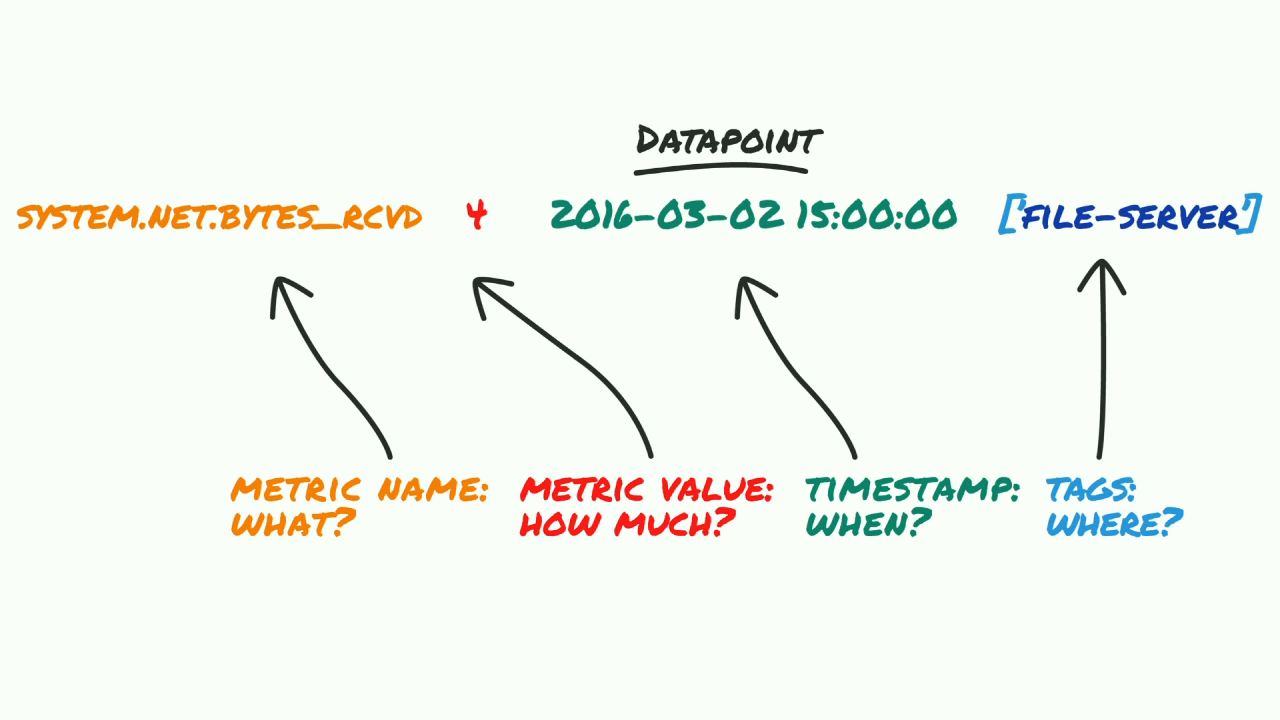 DATAPOINT
SYSTEM.NET.BYTES_RCVD 4 2016-03-02 15:00:00 ['FILE-SERVER']
METRIC NAME: METRIC VALUE: TIMESTAMP: TAGS:
WHAT? HOW MUCH? WHEN? WHERE?